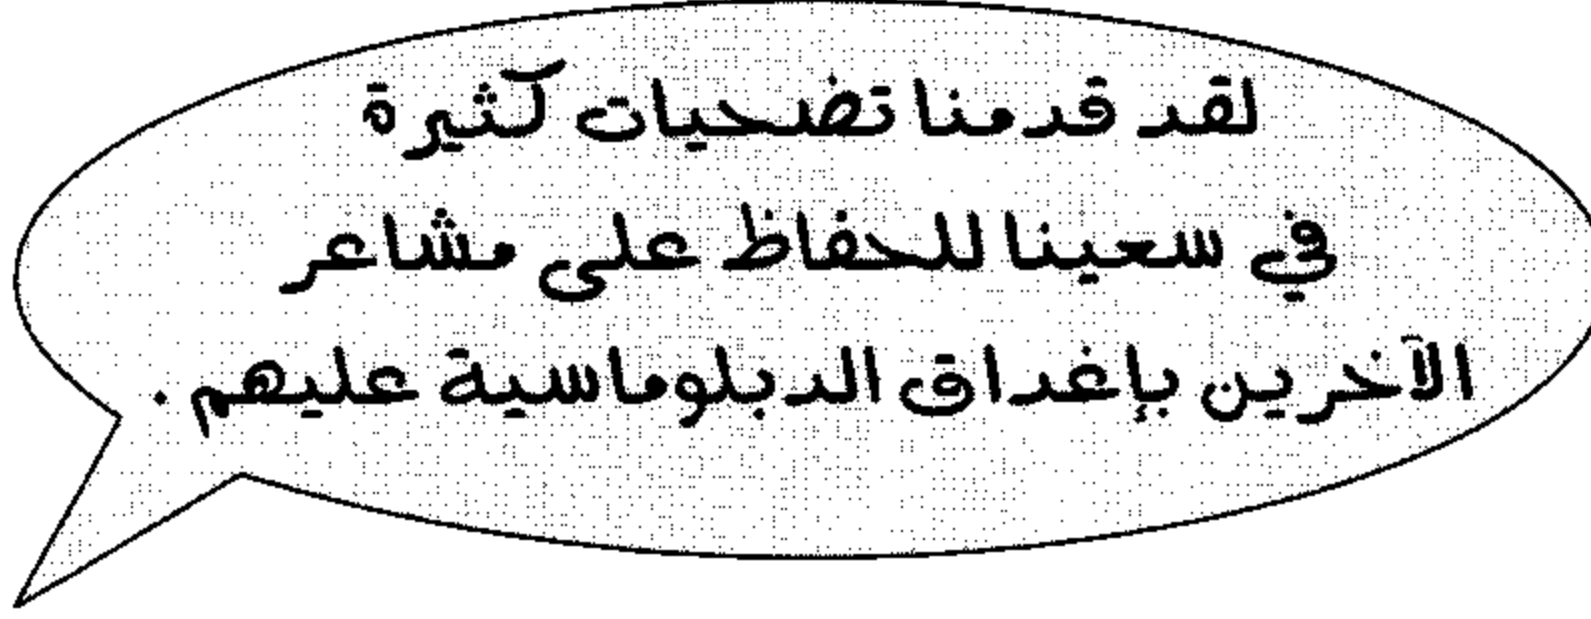 لقد قدمنا تضحيات كثيرة
في سعينا للحفاظ على مشاعر
الآخرين بإغداق الدبلوماسية عليهم .